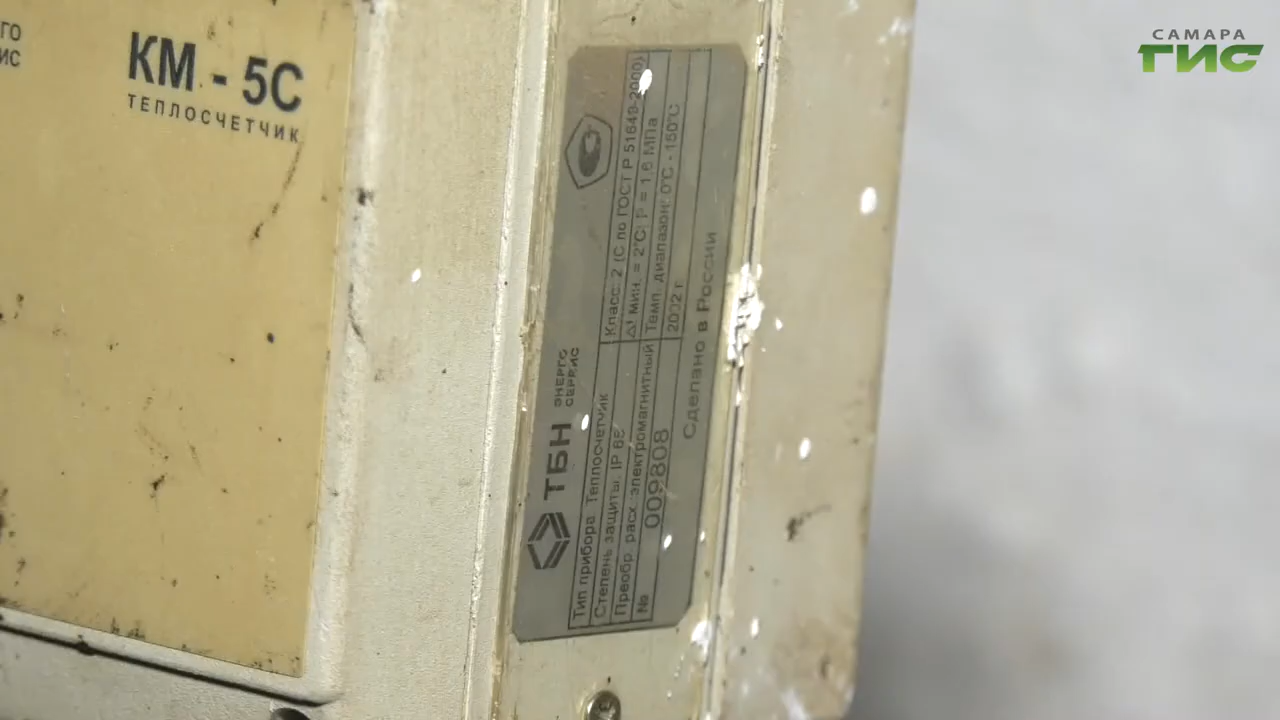 САМАРА
ГИС
ГО
ИС
КМ - 5С
ТЕПЛОСЧЕТЧИК
ТБН ЭНЕРГО
СЕРВИС
Тип прибора Теплосчетчик Класс: 2 (С по ГОСТ Р 51649-2000)
Степень защиты: IP 65 Δt мин. = 2°С; Р = 1,6 МПа
Преобр. расх. электромагнитный Темп. диапазон: 0°С - 150°С
№ 009808 2002 г.
Сделано в России